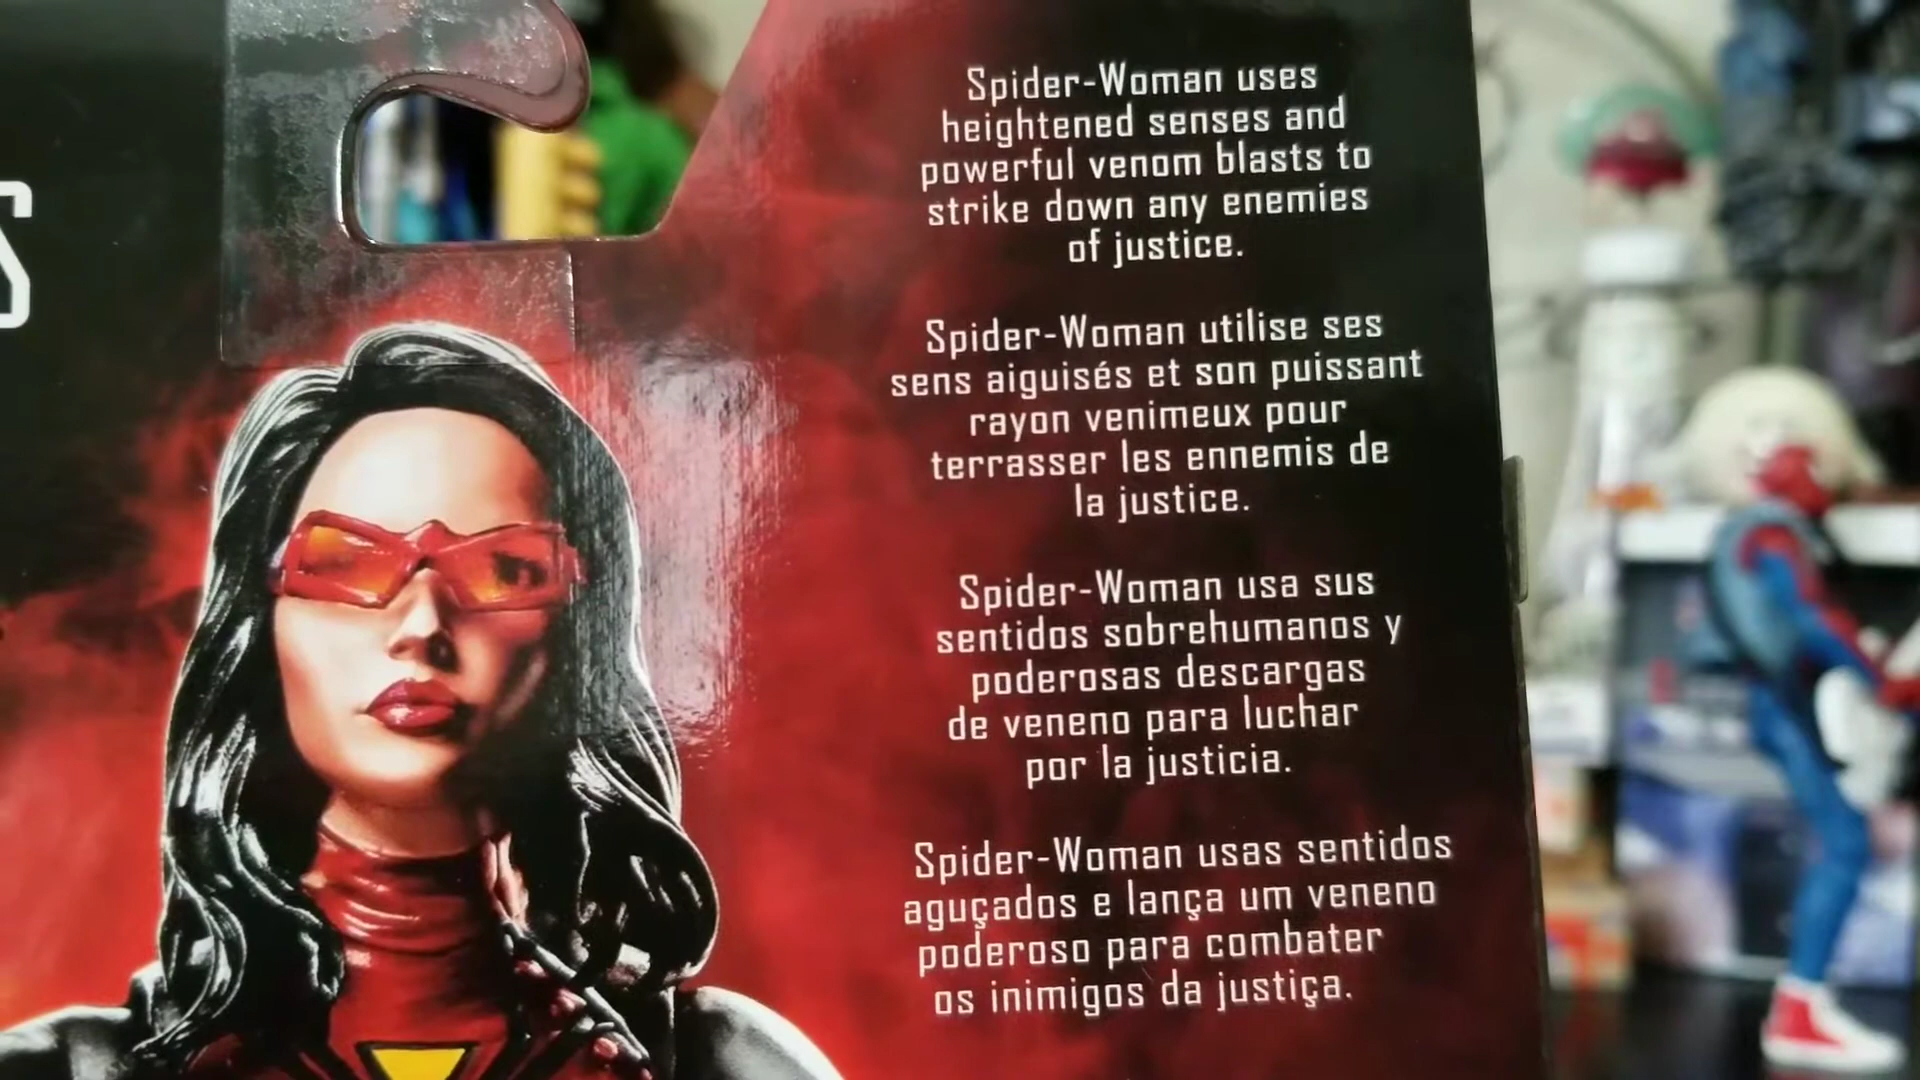 Spider-Woman uses
heightened senses and
powerful venom blasts to
strike down any enemies
of justice.
Spider-Woman utilise ses
sens aiguisés et son puissant
rayon venimeux pour
terrasser les ennemis de
la justice.
Spider-Woman usa sus
sentidos sobrehumanos y
poderosas descargas
de veneno para luchar
por la justicia.
Spider-Woman usas sentidos
aguçados e lança um veneno
poderoso para combater
os inimigos da justiça.